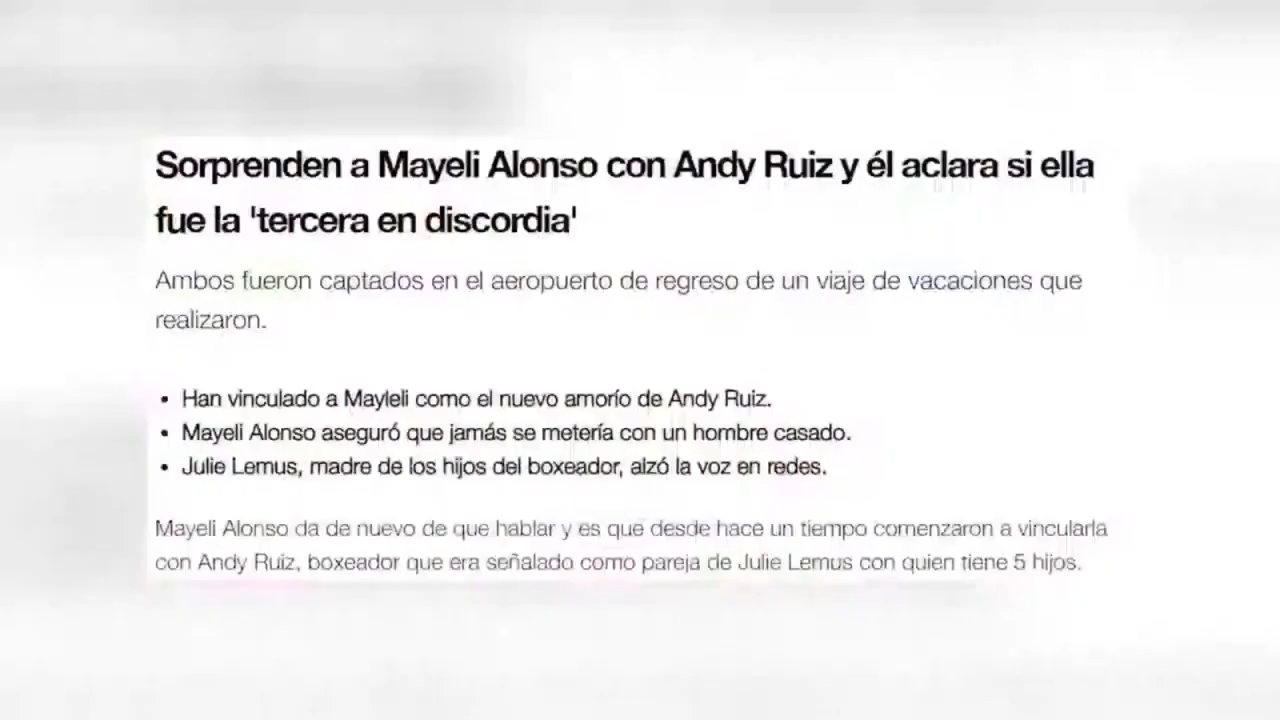 Sorprenden a Mayeli Alonso con Andy Ruiz y él aclara si ella
fue la 'tercera en discordia'
Ambos fueron captados en el aeropuerto de regreso de un viaje de vacaciones que
realizaron.
• Han vinculado a Mayleli como el nuevo amorío de Andy Ruiz.
• Mayeli Alonso aseguró que jamás se metería con un hombre casado.
• Julie Lemus, madre de los hijos del boxeador, alzó la voz en redes.
Mayeli Alonso da de nuevo de que hablar y es que desde hace un tiempo comenzaron a vincularla
con Andy Ruiz, boxeador que era señalado como pareja de Julie Lemus con quien tiene 5 hijos.